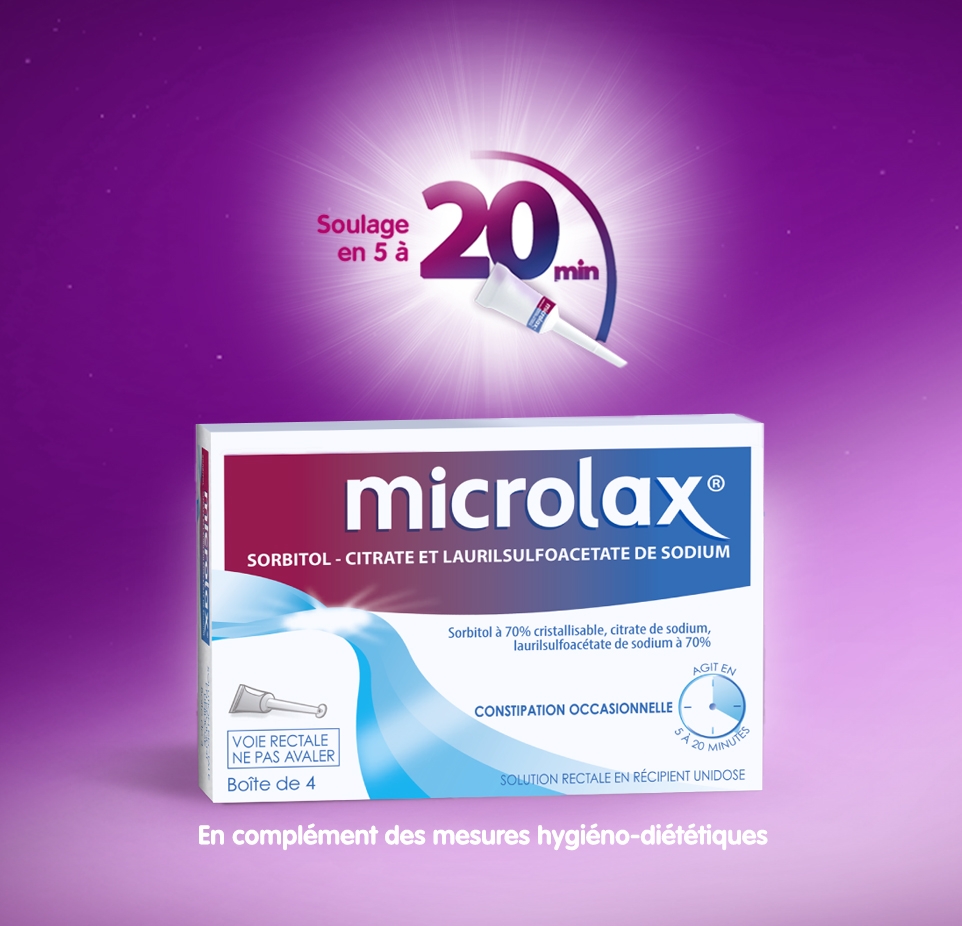 Soulage
en 5 à
20
min
microlax®
SORBITOL - CITRATE ET LAURILSULFOACETATE DE SODIUM
Sorbitol à 70% cristallisable, citrate de sodium,
laurilsulfoacétate de sodium à 70%
CONSTIPATION OCCASIONNELLE
AGIT EN
5 À 20 MINUTES
VOIE RECTALE
NE PAS AVALER
Boîte de 4
SOLUTION RECTALE EN RÉCIPIENT UNIDOSE
microlax
microlax
En complément des mesures hygiéno-diététiques